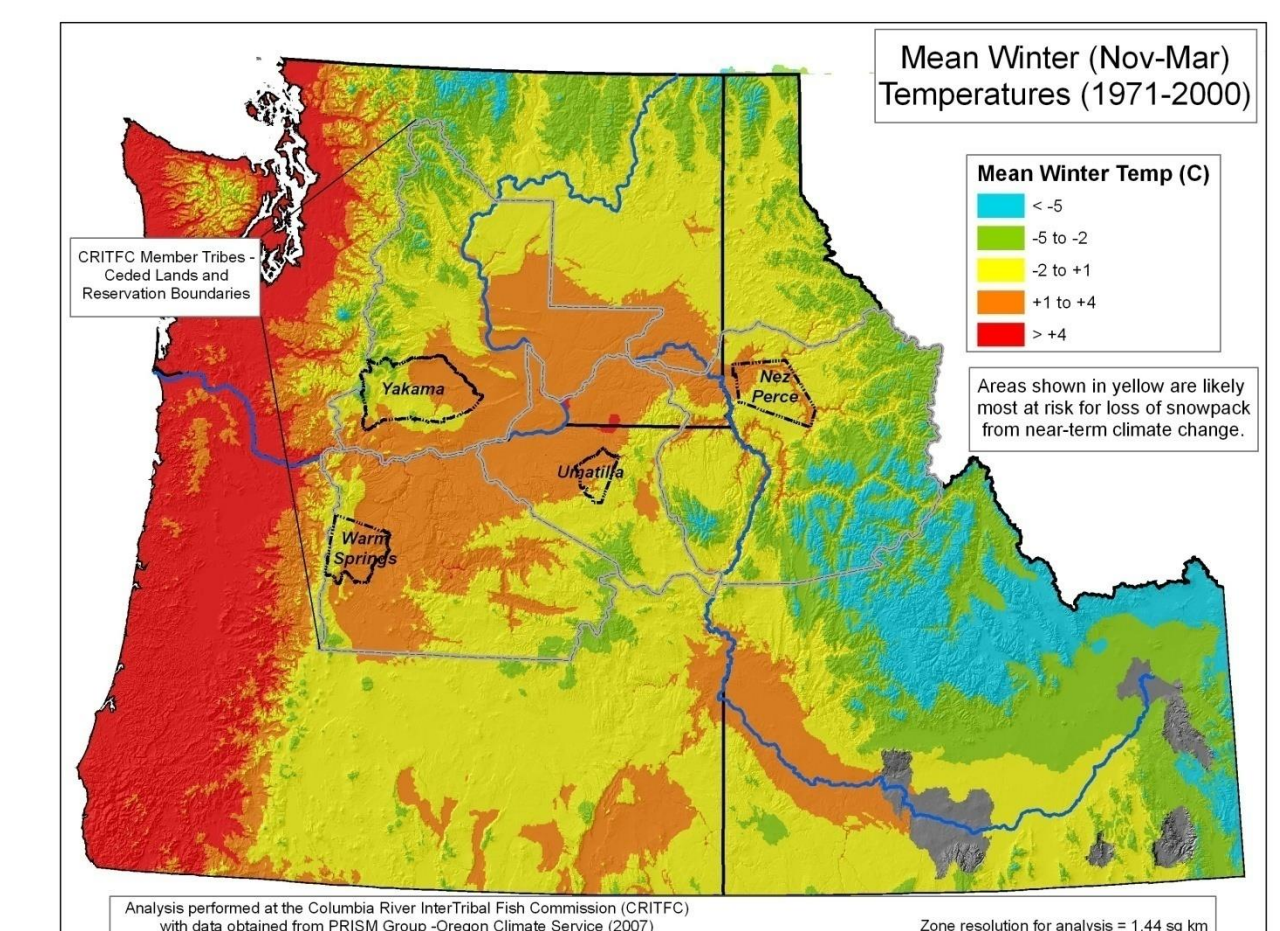 Mean Winter (Nov-Mar)
Temperatures (1971-2000)
Mean Winter Temp (C)
< -5
-5 to -2
-2 to +1
+1 to +4
> +4
CRITFC Member Tribes -
Ceded Lands and
Reservation Boundaries
Areas shown in yellow are likely
most at risk for loss of snowpack
from near-term climate change.
Yakama
Nez
Perce
Umatilla
Warm
Springs
Analysis performed at the Columbia River InterTribal Fish Commission (CRITFC)
with data obtained from PRISM Group -Oregon Climate Service (2007)
Zone resolution for analysis = 1.44 sq km